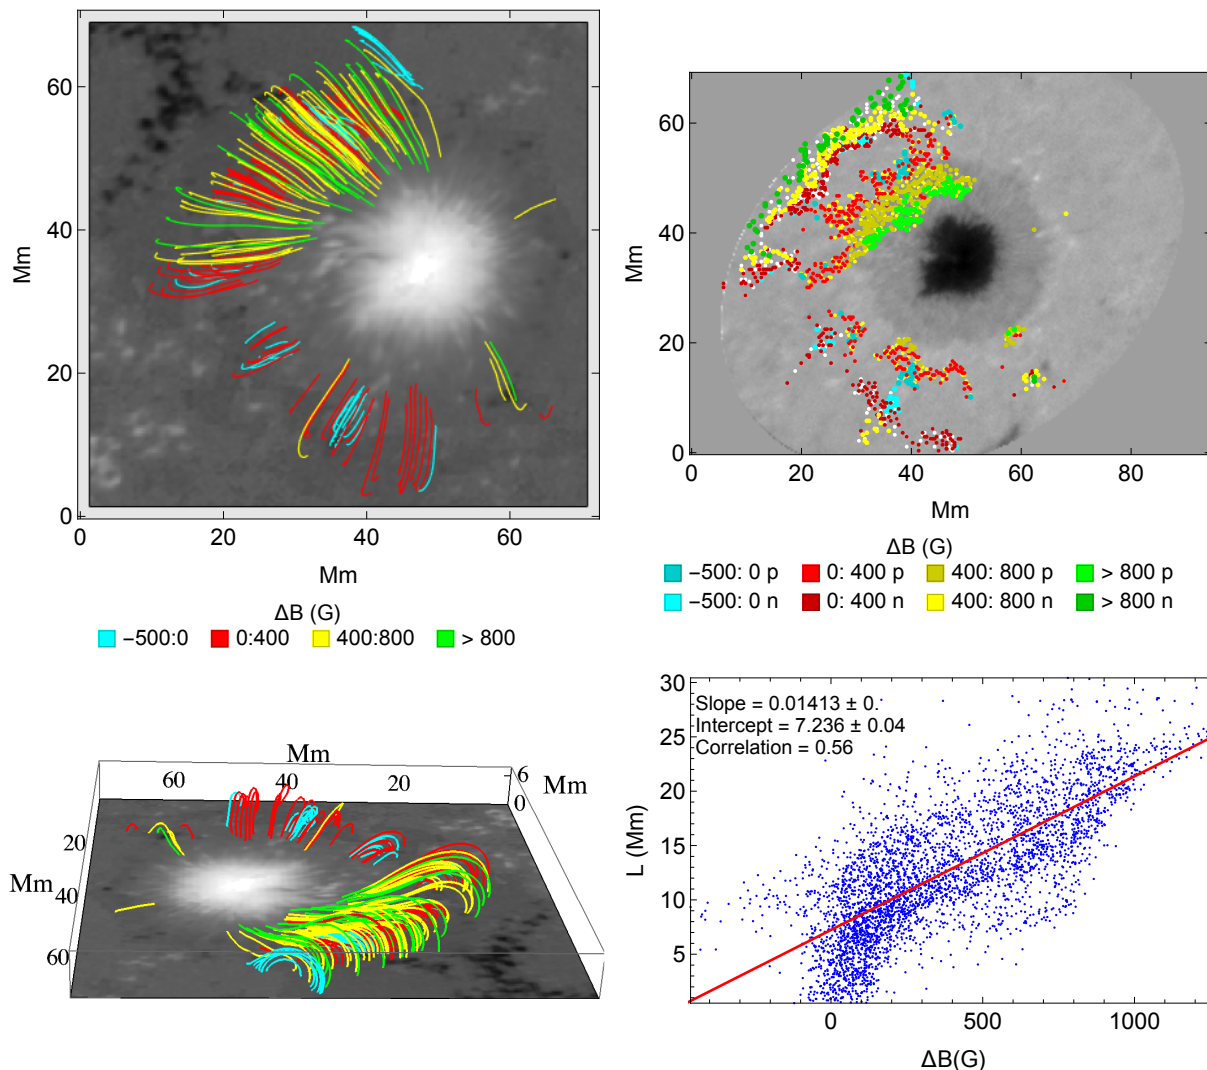 60
40
20
0
Mm
0 20 40 60
Mm
ΔB (G)
−500:0 0:400 400:800 > 800
60
40
20
0
Mm
0 20 40 60 80
Mm
ΔB (G)
−500: 0 p 0: 400 p 400: 800 p > 800 p
−500: 0 n 0: 400 n 400: 800 n > 800 n
Mm
60 40 20
6
0
Mm
20
Mm
40
60
30
25
20
15
10
5
L (Mm)
Slope = 0.01413 ± 0.
Intercept = 7.236 ± 0.04
Correlation = 0.56
0 500 1000
ΔB(G)